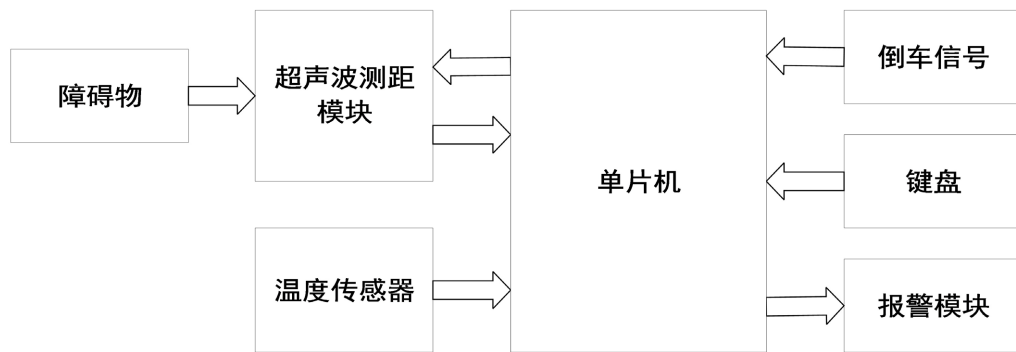 障碍物
超声波测距
模块
温度传感器
单片机
倒车信号
键盘
报警模块